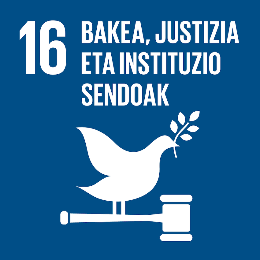 16 BAKEA, JUSTIZIA
ETA INSTITUZIO
SENDOAK